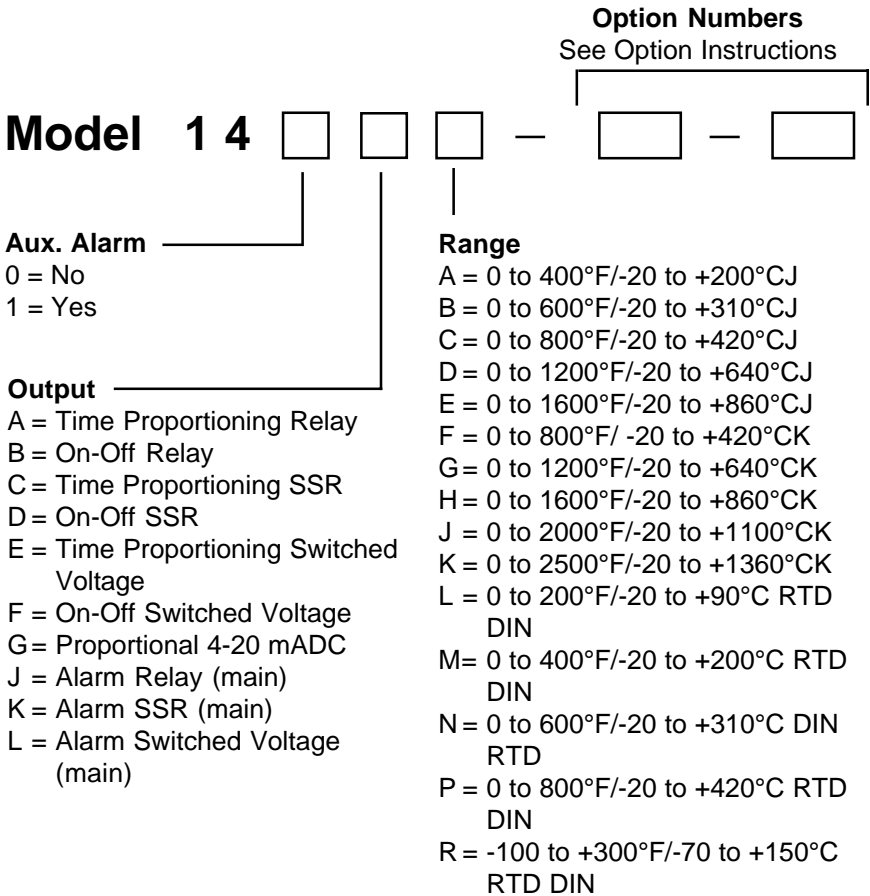 Option Numbers
See Option Instructions
Model 1 4 — —
Aux. Alarm
0 = No
1 = Yes
Output
A = Time Proportioning Relay
B = On-Off Relay
C = Time Proportioning SSR
D = On-Off SSR
E = Time Proportioning Switched
Voltage
F = On-Off Switched Voltage
G = Proportional 4-20 mADC
J = Alarm Relay (main)
K = Alarm SSR (main)
L = Alarm Switched Voltage
(main)
Range
A = 0 to 400°F/-20 to +200°CJ
B = 0 to 600°F/-20 to +310°CJ
C = 0 to 800°F/-20 to +420°CJ
D = 0 to 1200°F/-20 to +640°CJ
E = 0 to 1600°F/-20 to +860°CJ
F = 0 to 800°F/ -20 to +420°CK
G = 0 to 1200°F/-20 to +640°CK
H = 0 to 1600°F/-20 to +860°CK
J = 0 to 2000°F/-20 to +1100°CK
K = 0 to 2500°F/-20 to +1360°CK
L = 0 to 200°F/-20 to +90°C RTD
DIN
M = 0 to 400°F/-20 to +200°C RTD
DIN
N = 0 to 600°F/-20 to +310°C DIN
RTD
P = 0 to 800°F/-20 to +420°C RTD
DIN
R = -100 to +300°F/-70 to +150°C
RTD DIN